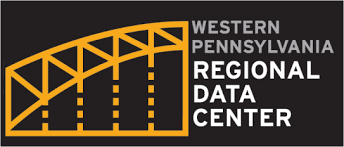 WESTERN
PENNSYLVANIA
REGIONAL
DATA
CENTER